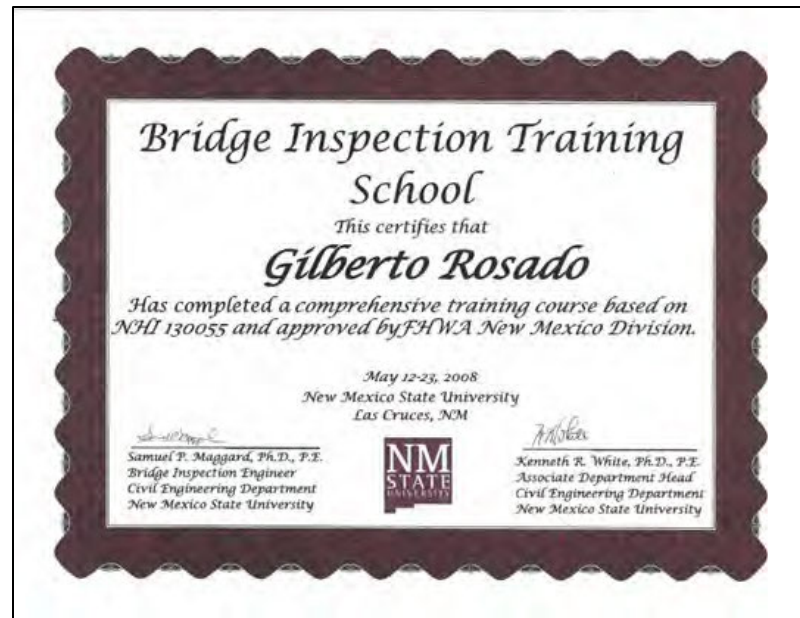 Bridge Inspection Training
School
This certifies that
Gilberto Rosado
Has completed a comprehensive training course based on
NHI 130055 and approved byFHWA New Mexico Division.
May 12-23, 2008
New Mexico State University
Las Cruces, NM
Samuel P. Maggard, Ph.D., P.E.
Bridge Inspection Engineer
Civil Engineering Department
New Mexico State University
NM
STATE
UNIVERSITY
Kenneth R. White, Ph.D., P.E.
Associate Department Head
Civil Engineering Department
New Mexico State University